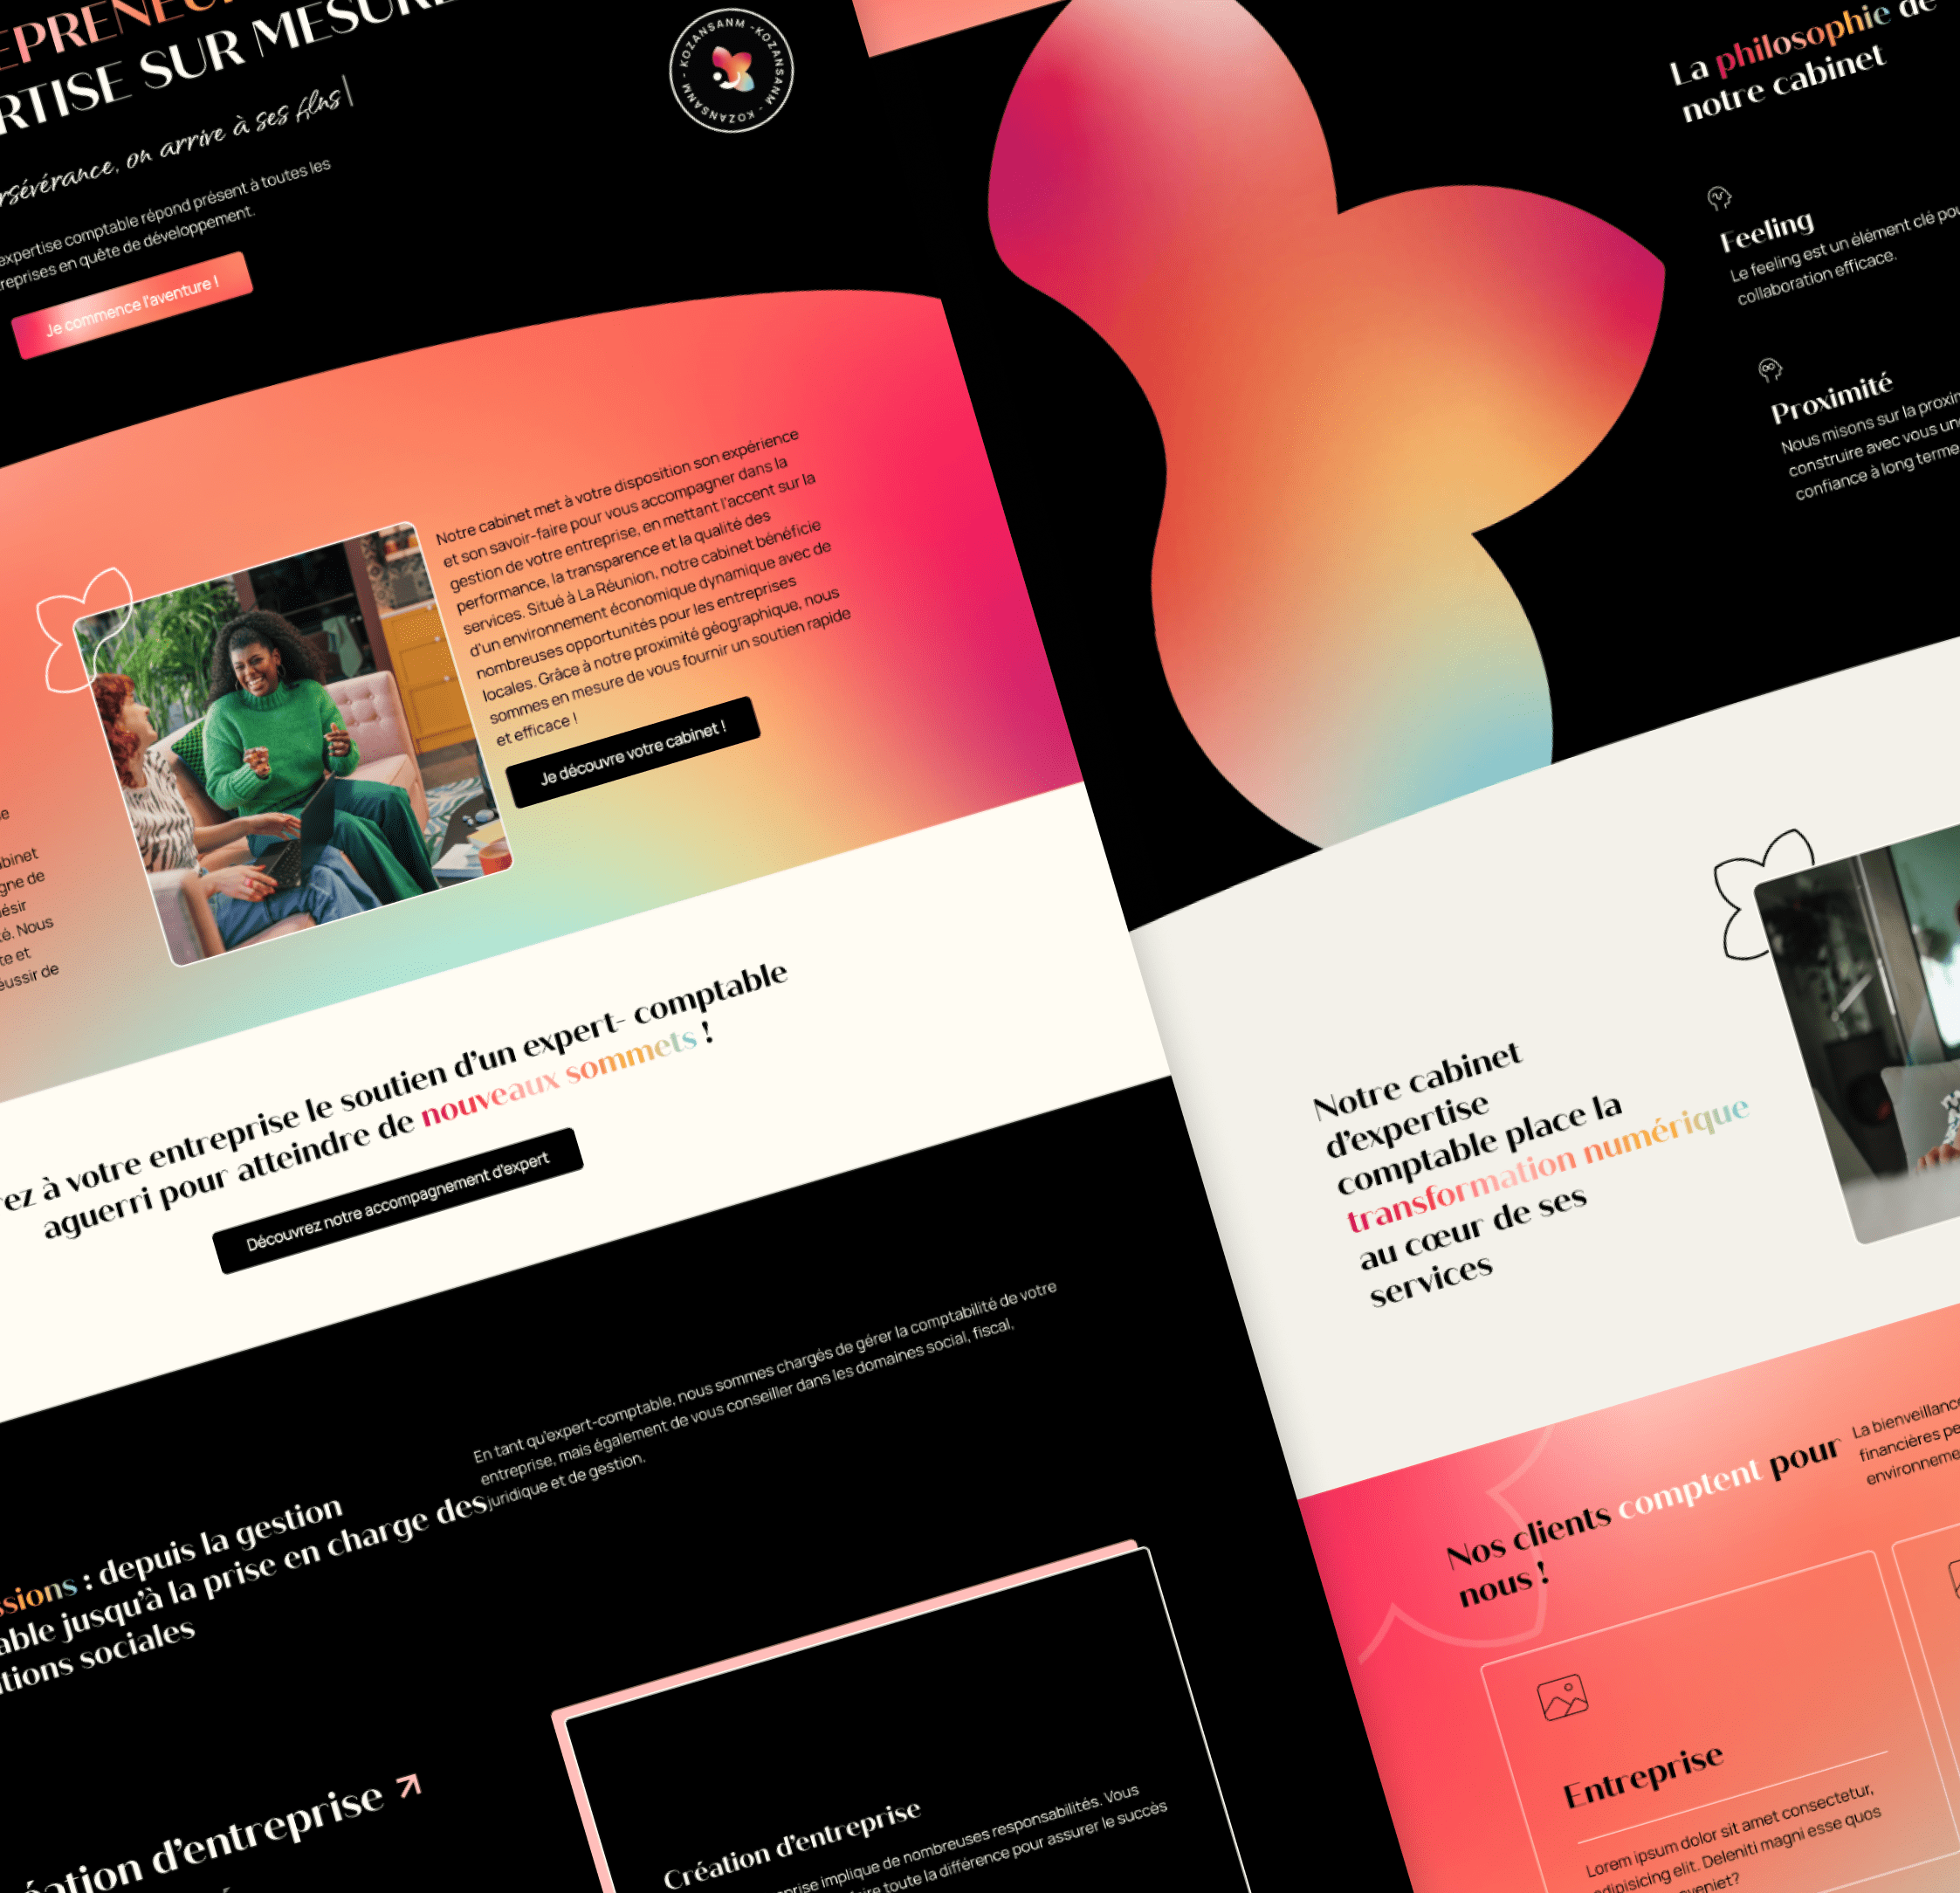 RTISE SUR MESURE
KOZANSANM - KOZANSANM - KOZANSANM -
on arrive à ses fins
expertise comptable répond présent à toutes les
en quête de développement.
Je commence l'aventure !
Notre cabinet met à votre disposition son expérience
et son savoir-faire pour vous accompagner dans la
gestion de votre entreprise, en mettant l'accent sur la
performance, la transparence et la qualité des
services. Situé à La Réunion, notre cabinet bénéficie
d'un environnement économique dynamique avec de
nombreuses opportunités pour les entreprises
locales. Grâce à notre proximité géographique, nous
sommes en mesure de vous fournir un soutien rapide
et efficace !
Je découvre votre cabinet !
gne de
Nous
te et
de
ez à votre entreprise le soutien d'un expert- comptable
aguerri pour atteindre de nouveaux sommets !
Découvrez notre accompagnement d'expert
ssions : depuis la gestion
able jusqu'à la prise en charge des
tions sociales
En tant qu'expert-comptable, nous sommes chargés de gérer la comptabilité de votre
entreprise, mais également de vous conseiller dans les domaines social, fiscal,
juridique et de gestion.
éation d'entreprise
Création d'entreprise
prise implique de nombreuses responsabilités. Vous
toute la différence pour assurer le succès
La philosophie de
notre cabinet
Feeling
Le feeling est un élément clé pou
collaboration efficace.
Proximité
Nous misons sur la proxim
construire avec vous un
confiance à long terme
Notre cabinet
d'expertise
comptable place la
transformation numérique
au cœur de ses
services
Nos clients comptent pour
nous !
La bienveillance
financières pe
environneme
Entreprise
Lorem ipsum dolor sit amet consectetur,
adipisicing elit. Deleniti magni esse quos
eveniet?